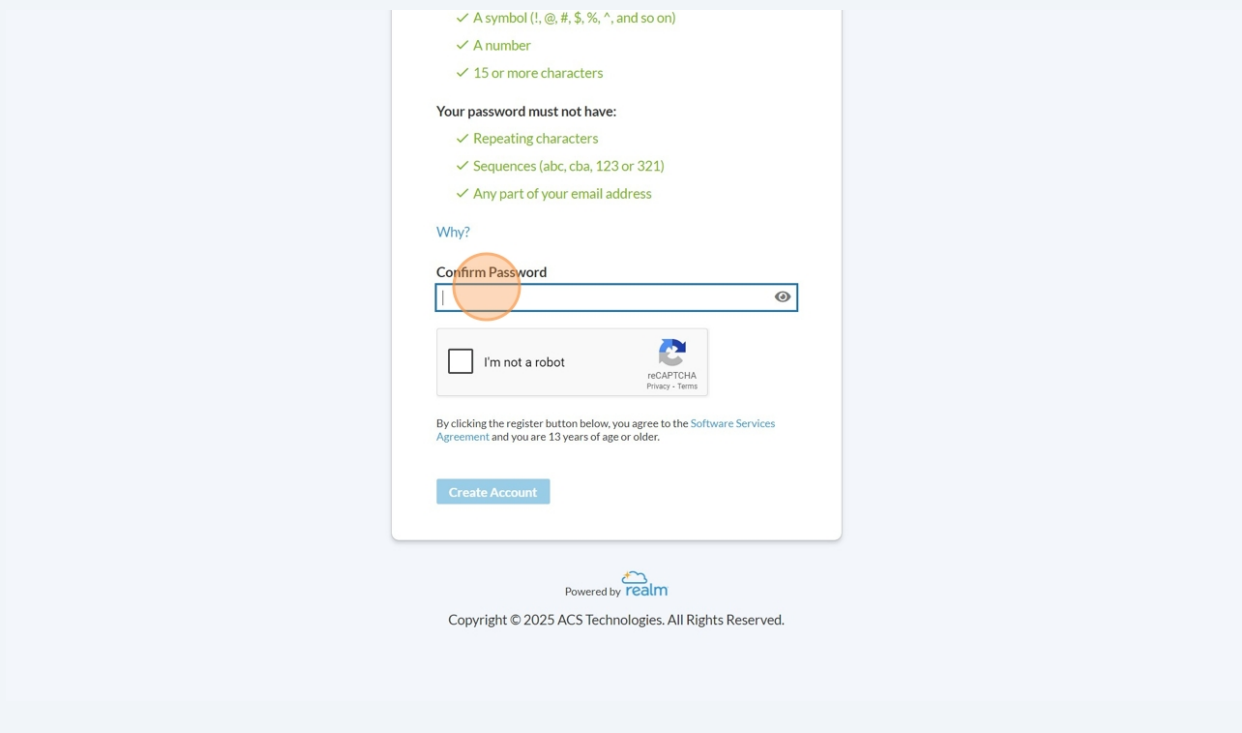 A symbol (!, @, #, $, %, ^, and so on)
A number
15 or more characters
Your password must not have:
Repeating characters
Sequences (abc, cba, 123 or 321)
Any part of your email address
Why?
Confirm Password
I'm not a robot
reCAPTCHA
Privacy - Terms
By clicking the register button below, you agree to the Software Services
Agreement and you are 13 years of age or older.
Create Account
Powered by realm
Copyright © 2025 ACS Technologies. All Rights Reserved.